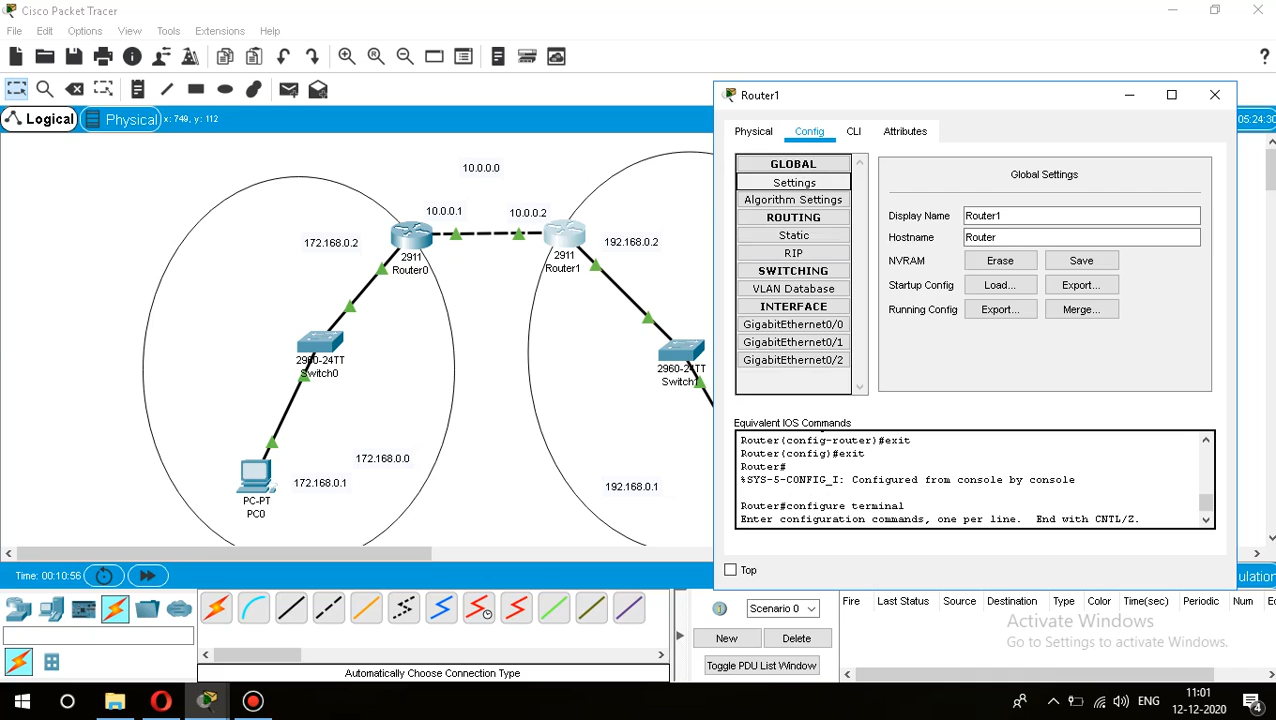 Cisco Packet Tracer
File Edit Options View Tools Extensions Help
Logical Physical x: 749, y: 112
05:24:30
10.0.0.0
10.0.0.1 10.0.0.2
172.168.0.2 192.168.0.2
2911 2911
Router0 Router1
2960-24TT
Switch0
2960-24TT
Switch1
172.168.0.0
172.168.0.1 192.168.0.1
PC-PT
PC0
Router1
Physical Config CLI Attributes
GLOBAL
Settings
Algorithm Settings
ROUTING
Static
RIP
SWITCHING
VLAN Database
INTERFACE
GigabitEthernet0/0
GigabitEthernet0/1
GigabitEthernet0/2
Global Settings
Display Name Router1
Hostname Router
NVRAM Erase Save
Startup Config Load... Export...
Running Config Export... Merge...
Equivalent IOS Commands
Router(config-router)#exit
Router(config)#exit
Router#
%SYS-5-CONFIG_I: Configured from console by console
Router#configure terminal
Enter configuration commands, one per line. End with CNTL/Z.
Top
Time: 00:10:56
ulation
Scenario 0
New Delete
Toggle PDU List Window
Fire Last Status Source Destination Type Color Time(sec) Periodic Num
Automatically Choose Connection Type
Activate Windows
Go to Settings to activate Windows.
ENG
11:01
12-12-2020
4